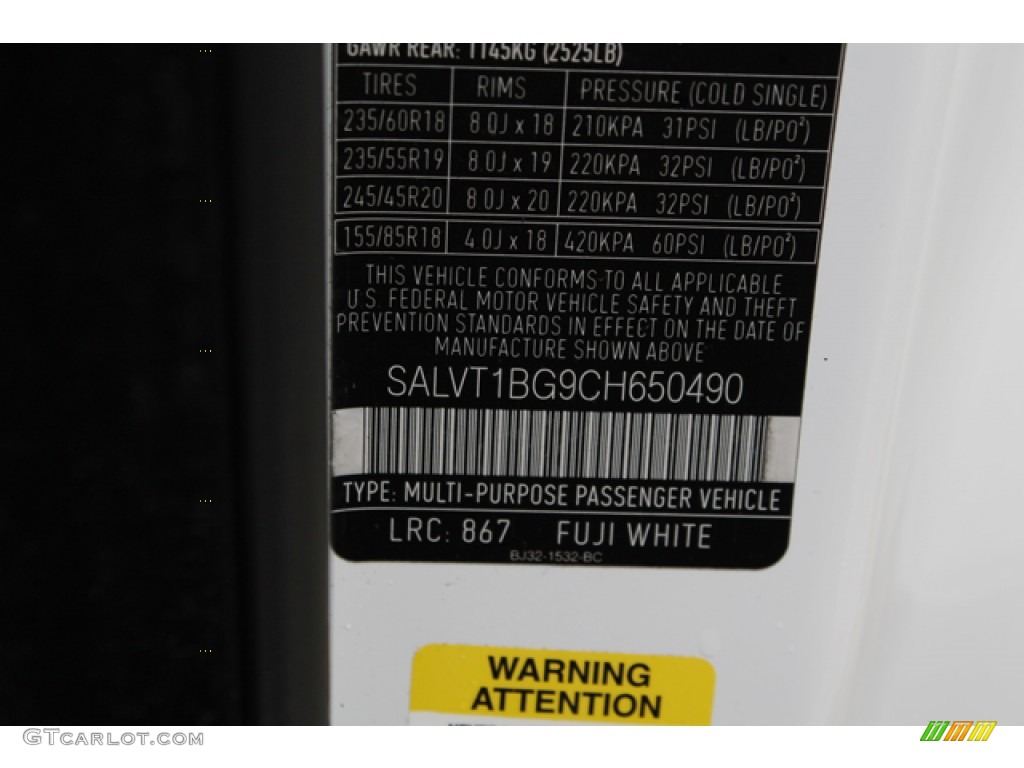 GAWR REAR: 1145KG (2525LB)
TIRES RIMS PRESSURE (COLD SINGLE)
235/60R18 8.0J x 18 210KPA 31PSI (LB/PO²)
235/55R19 8.0J x 19 220KPA 32PSI (LB/PO²)
245/45R20 8.0J x 20 220KPA 32PSI (LB/PO²)
155/85R18 4.0J x 18 420KPA 60PSI (LB/PO²)
THIS VEHICLE CONFORMS TO ALL APPLICABLE
U.S. FEDERAL MOTOR VEHICLE SAFETY AND THEFT
PREVENTION STANDARDS IN EFFECT ON THE DATE OF
MANUFACTURE SHOWN ABOVE
SALVT1BG9CH650490
TYPE: MULTI-PURPOSE PASSENGER VEHICLE
LRC: 867 FUJI WHITE
BJ32-1532-BC
WARNING
ATTENTION
GTCarlot.com